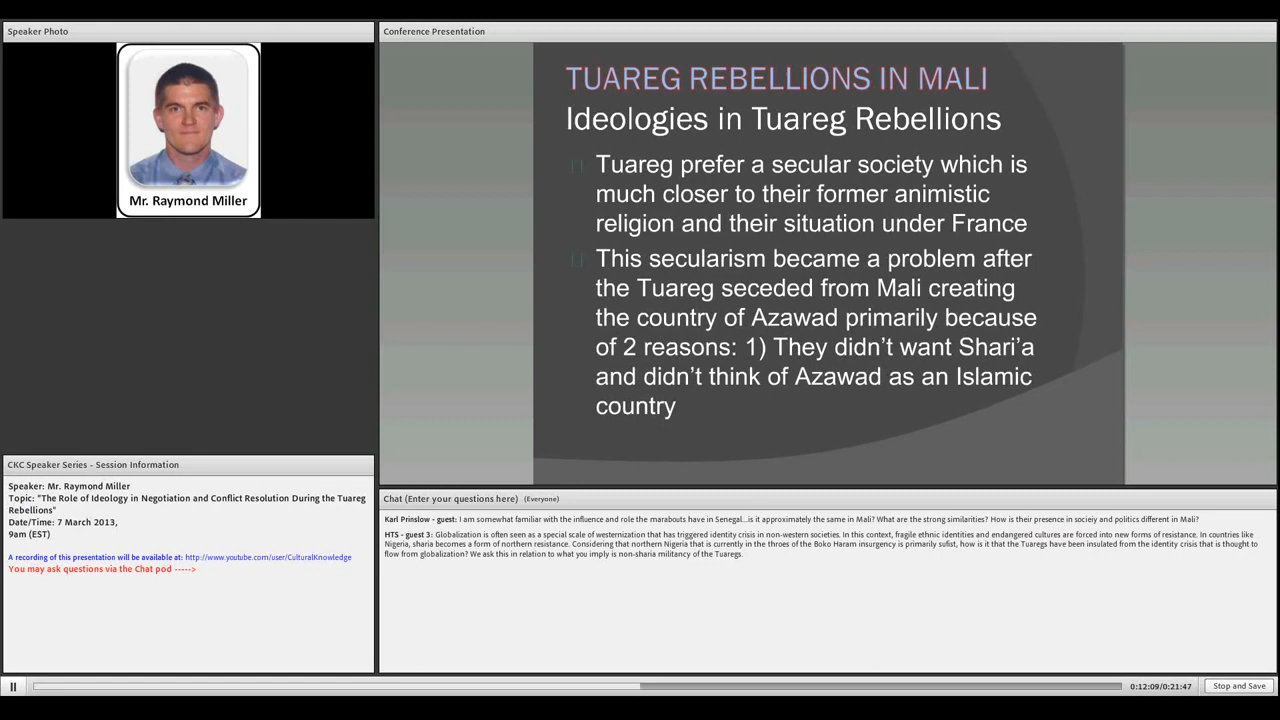 Speaker Photo
Mr. Raymond Miller
Conference Presentation
TUAREG REBELLIONS IN MALI
Ideologies in Tuareg Rebellions
Tuareg prefer a secular society which is
much closer to their former animistic
religion and their situation under France
This secularism became a problem after
the Tuareg seceded from Mali creating
the country of Azawad primarily because
of 2 reasons: 1) They didn't want Shari'a
and didn't think of Azawad as an Islamic
country
CKC Speaker Series - Session Information
Speaker: Mr. Raymond Miller
Topic: "The Role of Ideology in Negotiation and Conflict Resolution During the Tuareg
Rebellions"
Date/Time: 7 March 2013,
9am (EST)
A recording of this presentation will be available at: http://www.youtube.com/user/CulturalKnowledge
You may ask questions via the Chat pod ----->
Chat (Enter your questions here) (Everyone)
Karl Prinslow - guest: I am somewhat familiar with the influence and role the marabouts have in Senegal...is it approximately the same in Mali? What are the strong similarities? How is their presence in socieiy and politics different in Mali?
HTS - guest 3: Globalization is often seen as a special scale of westernization that has triggered identity crisis in non-western societies. In this context, fragile ethnic identities and endangered cultures are forced into new forms of resistance. In countries like
Nigeria, sharia becomes a form of northern resistance. Considering that northern Nigeria that is currently in the throes of the Boko Haram insurgency is primarily sufist, how is it that the Tuaregs have been insulated from the identity crisis that is thought to
flow from globalization? We ask this in relation to what you imply is non-sharia militancy of the Tuaregs.
0:12:09/0:21:47
Stop and Save